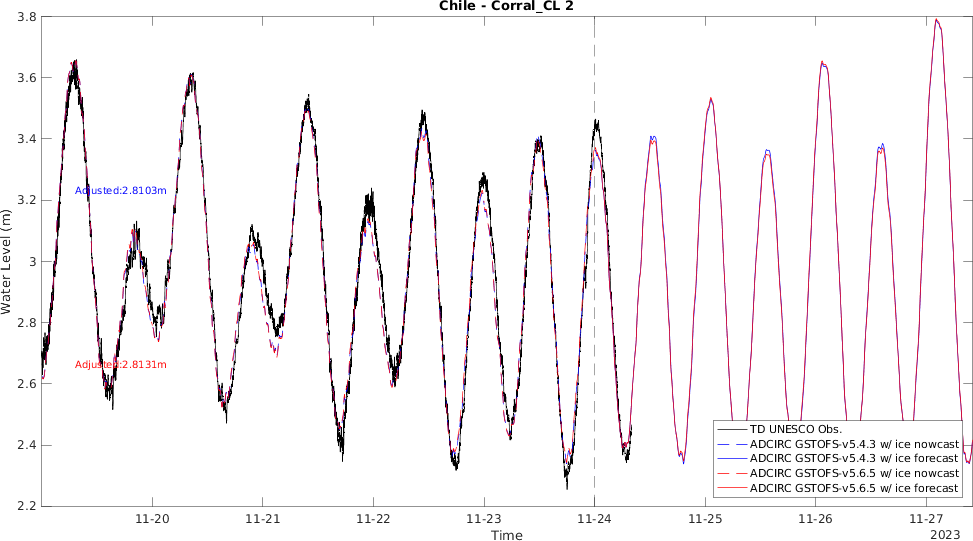 Chile - Corral_CL 2
3.8
3.6
3.4
3.2
3
2.8
2.6
2.4
2.2
Water Level (m)
Adjusted:2.8103m
Adjusted:2.8131m
TD UNESCO Obs.
ADCIRC GSTOFS-v5.4.3 w/ ice nowcast
ADCIRC GSTOFS-v5.4.3 w/ ice forecast
ADCIRC GSTOFS-v5.6.5 w/ ice nowcast
ADCIRC GSTOFS-v5.6.5 w/ ice forecast
11-20 11-21 11-22 11-23 11-24 11-25 11-26 11-27
Time
2023